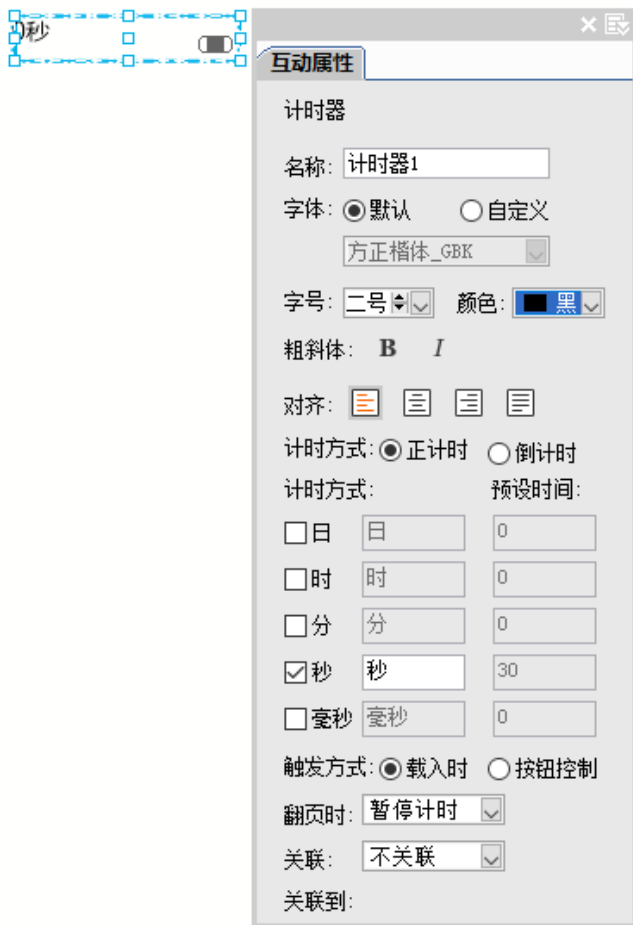 0秒
互动属性
计时器
名称: 计时器1
字体: 默认 自定义
方正楷体_GBK
字号: 二号 颜色: 黑
粗斜体: B I
对齐:
计时方式: 正计时 倒计时
计时方式: 预设时间:
日 日 0
时 时 0
分 分 0
秒 秒 30
毫秒 毫秒 0
触发方式: 载入时 按钮控制
翻页时: 暂停计时
关联: 不关联
关联到: